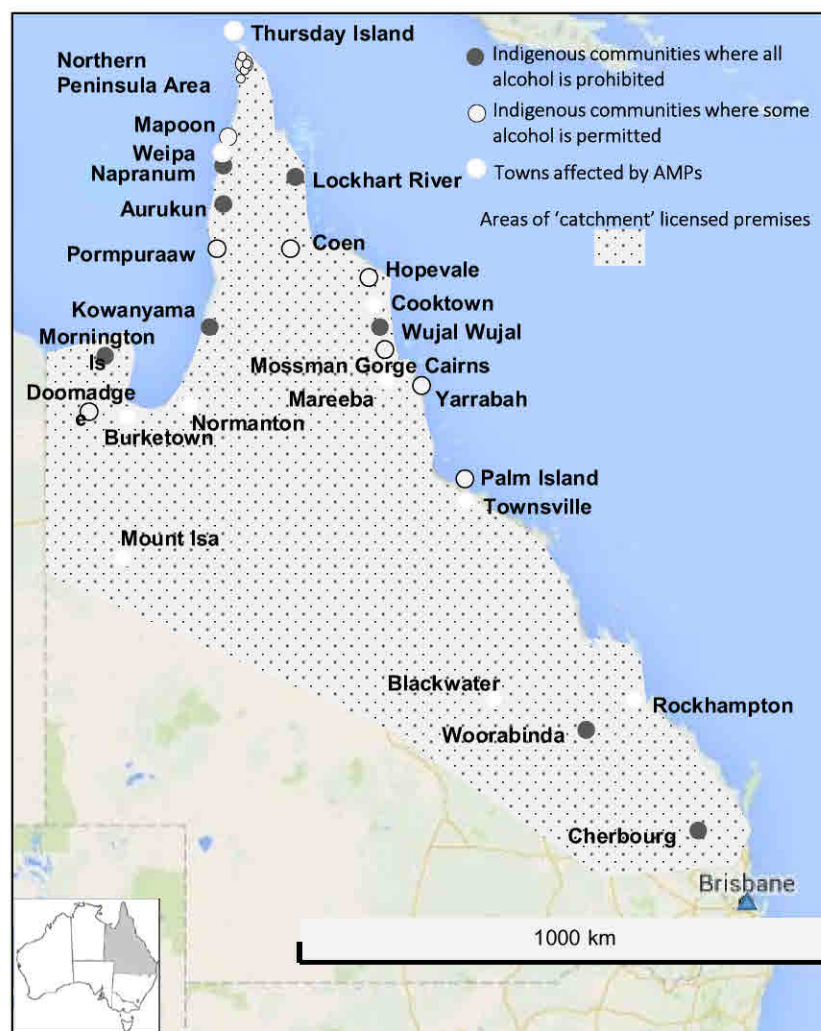 Thursday Island
Northern
Peninsula Area
Indigenous communities where all
alcohol is prohibited
Indigenous communities where some
alcohol is permitted
Towns affected by AMPs
Areas of ‘catchment’ licensed premises
Mapoon
Weipa
Napranum
Lockhart River
Aurukun
Pormpuraaw
Coen
Hopevale
Cooktown
Kowanyama
Wujal Wujal
Mornington
Is
Mossman Gorge Cairns
Doomadge
e
Mareeba
Yarrabah
Normanton
Burketown
Palm Island
Townsville
Mount Isa
Blackwater
Rockhampton
Woorabinda
Cherbourg
Brisbane
1000 km